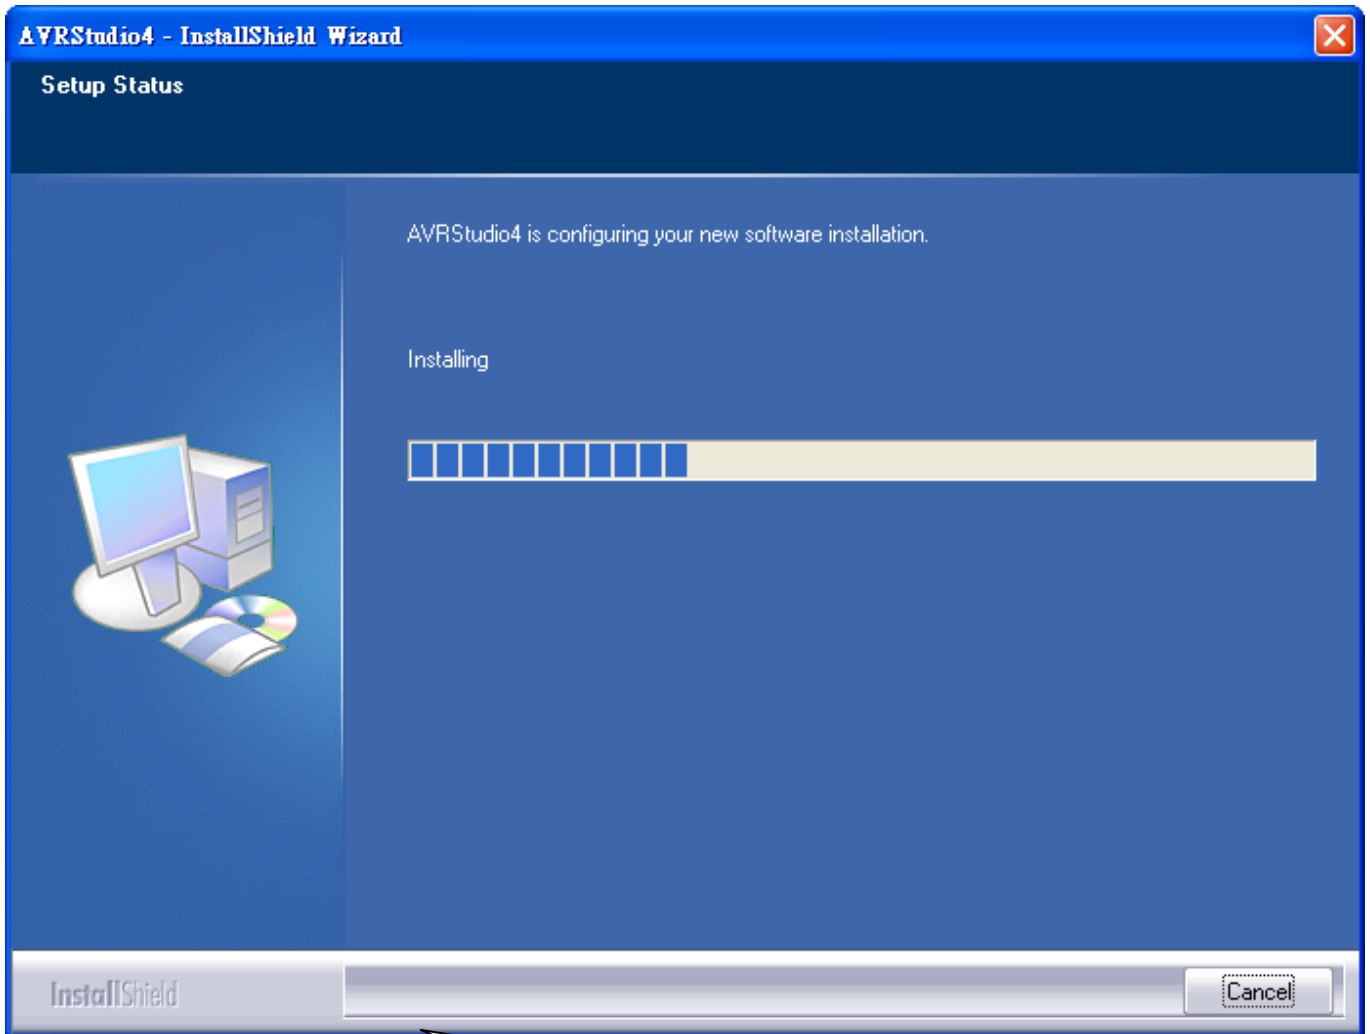 AVRStudio4 - InstallShield Wizard
Setup Status
AVRStudio4 is configuring your new software installation.
Installing
InstallShield
Cancel